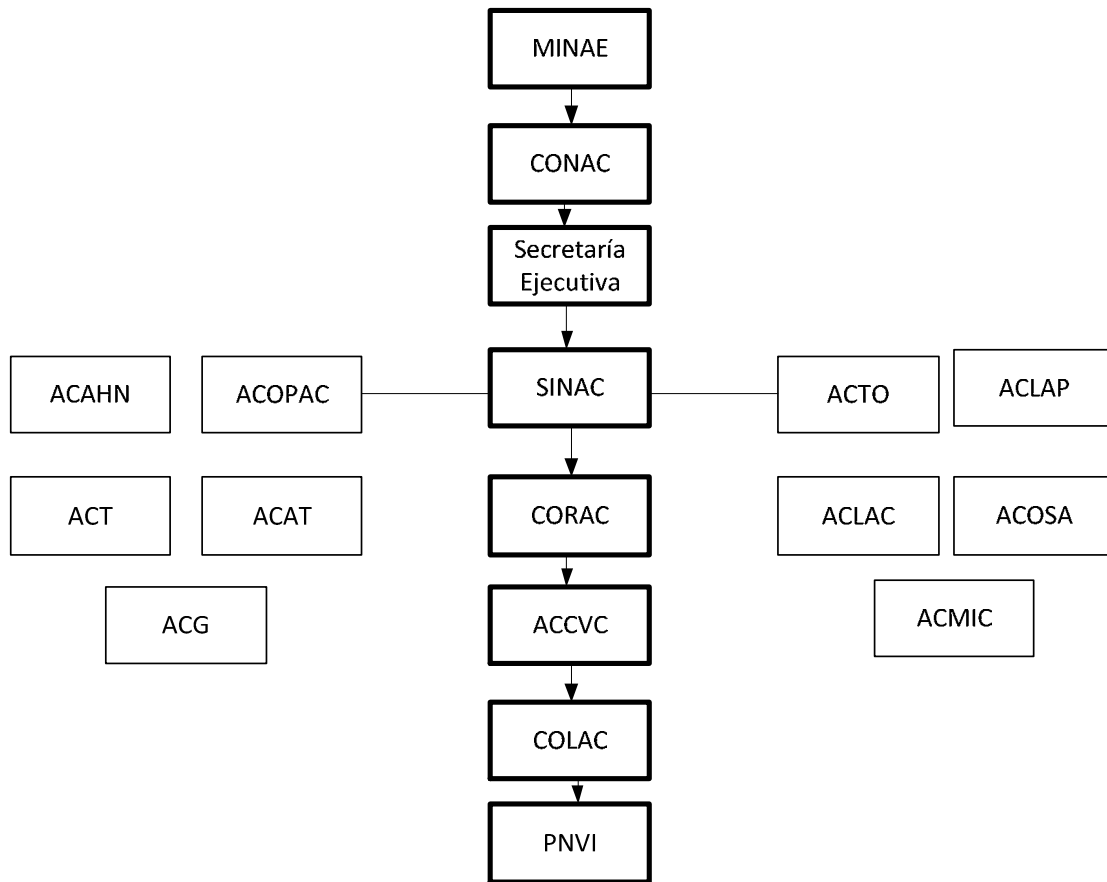 MINAE
CONAC
Secretaría
Ejecutiva
ACAHN
ACOPAC
SINAC
ACTO
ACLAP
ACT
ACAT
CORAC
ACLAC
ACOSA
ACG
ACCVC
ACMIC
COLAC
PNVI